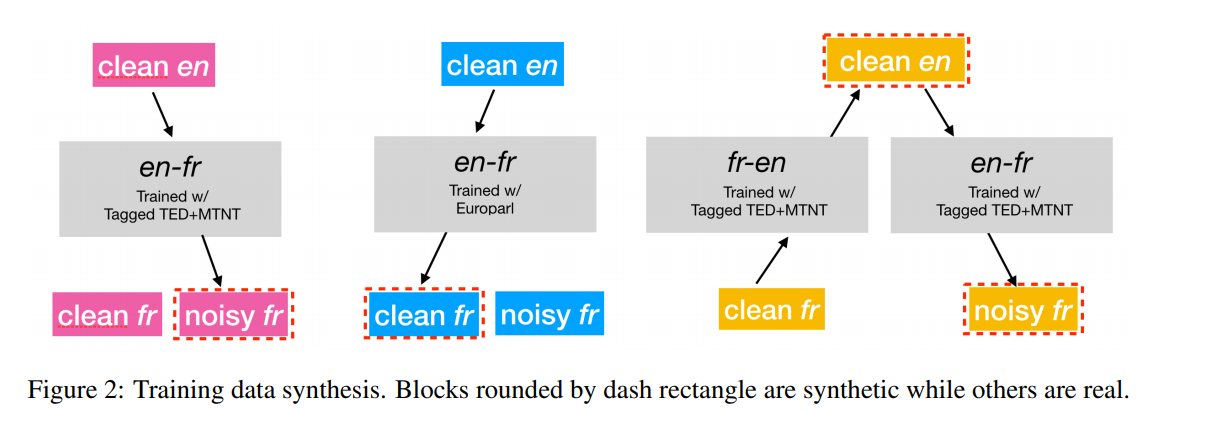 clean en
clean en
clean en
en-fr
Trained w/
Tagged TED+MTNT
en-fr
Trained w/
Europarl
fr-en
Trained w/
Tagged TED+MTNT
en-fr
Trained w/
Tagged TED+MTNT
clean fr
noisy fr
clean fr
noisy fr
clean fr
noisy fr
Figure 2: Training data synthesis. Blocks rounded by dash rectangle are synthetic while others are real.